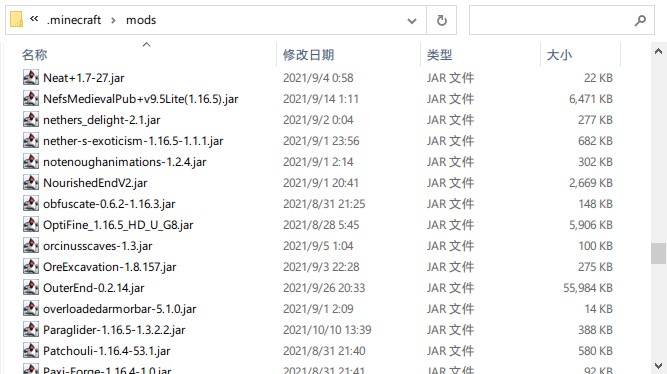 « .minecraft › mods
名称 修改日期 类型 大小
Neat+1.7-27.jar 2021/9/4 0:58 JAR 文件 22 KB
NefsMedievalPub+v9.5Lite(1.16.5).jar 2021/9/14 1:11 JAR 文件 6,471 KB
nethers_delight-2.1.jar 2021/9/2 0:04 JAR 文件 277 KB
nether-s-exoticism-1.16.5-1.1.1.jar 2021/9/1 23:56 JAR 文件 682 KB
notenoughanimations-1.2.4.jar 2021/9/1 2:14 JAR 文件 302 KB
NourishedEndV2.jar 2021/9/1 20:41 JAR 文件 2,669 KB
obfuscate-0.6.2-1.16.3.jar 2021/8/31 21:25 JAR 文件 148 KB
OptiFine_1.16.5_HD_U_G8.jar 2021/8/28 5:45 JAR 文件 5,906 KB
orcinusscaves-1.3.jar 2021/9/5 1:04 JAR 文件 100 KB
OreExcavation-1.8.157.jar 2021/9/3 22:28 JAR 文件 275 KB
OuterEnd-0.2.14.jar 2021/9/26 20:33 JAR 文件 55,984 KB
overloadedarmorbar-5.1.0.jar 2021/9/1 2:09 JAR 文件 14 KB
Paraglider-1.16.5-1.3.2.2.jar 2021/10/10 13:39 JAR 文件 388 KB
Patchouli-1.16.4-53.1.jar 2021/8/31 21:40 JAR 文件 580 KB
Paxi-Forge-1.16.4-1.0.jar 2021/8/31 21:41 JAR 文件 92 KB